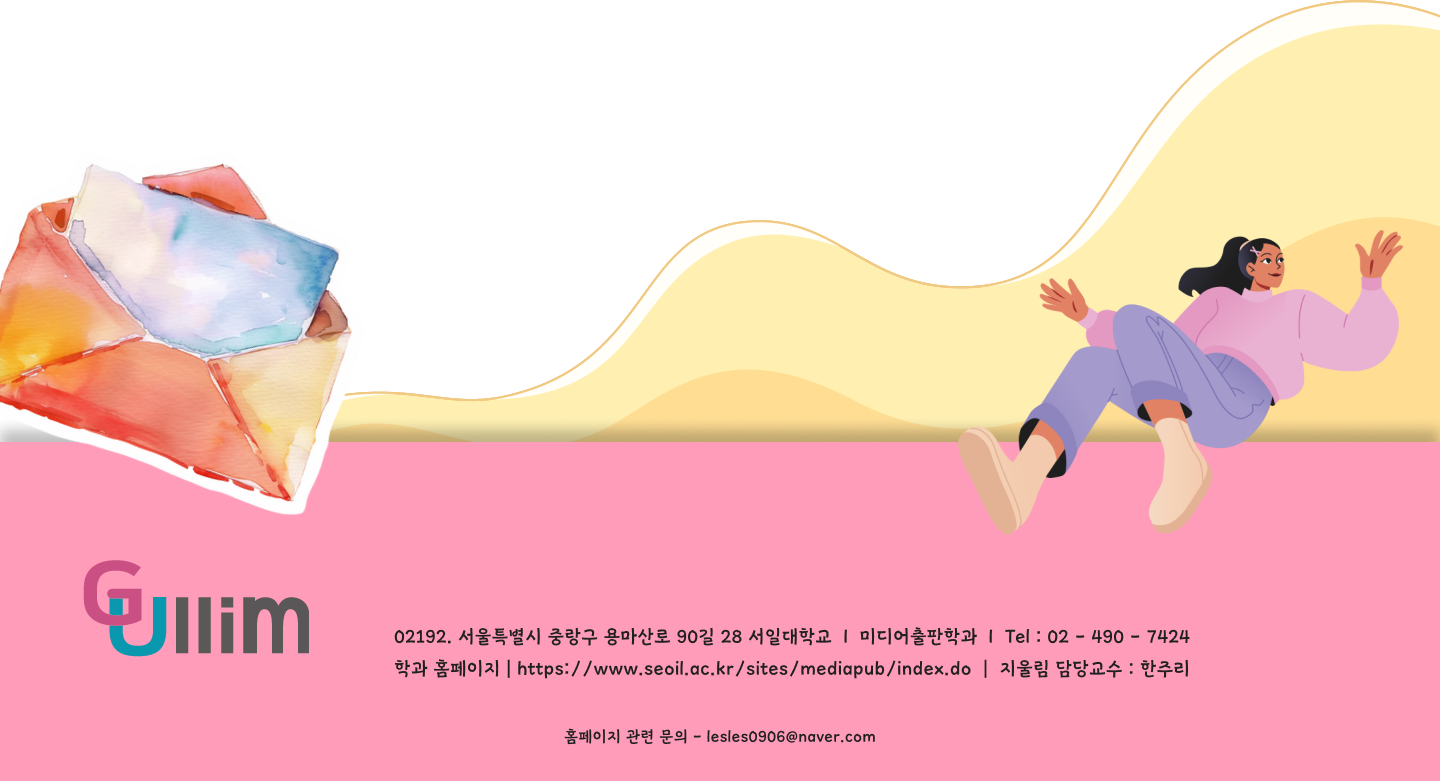 GUllim
02192. 서울특별시 중랑구 용마산로 90길 28 서일대학교 I 미디어출판학과 I Tel : 02 - 490 - 7424
학과 홈페이지 | https://www.seoil.ac.kr/sites/mediapub/index.do | 지울림 담당교수 : 한주리
홈페이지 관련 문의 - lesles0906@naver.com